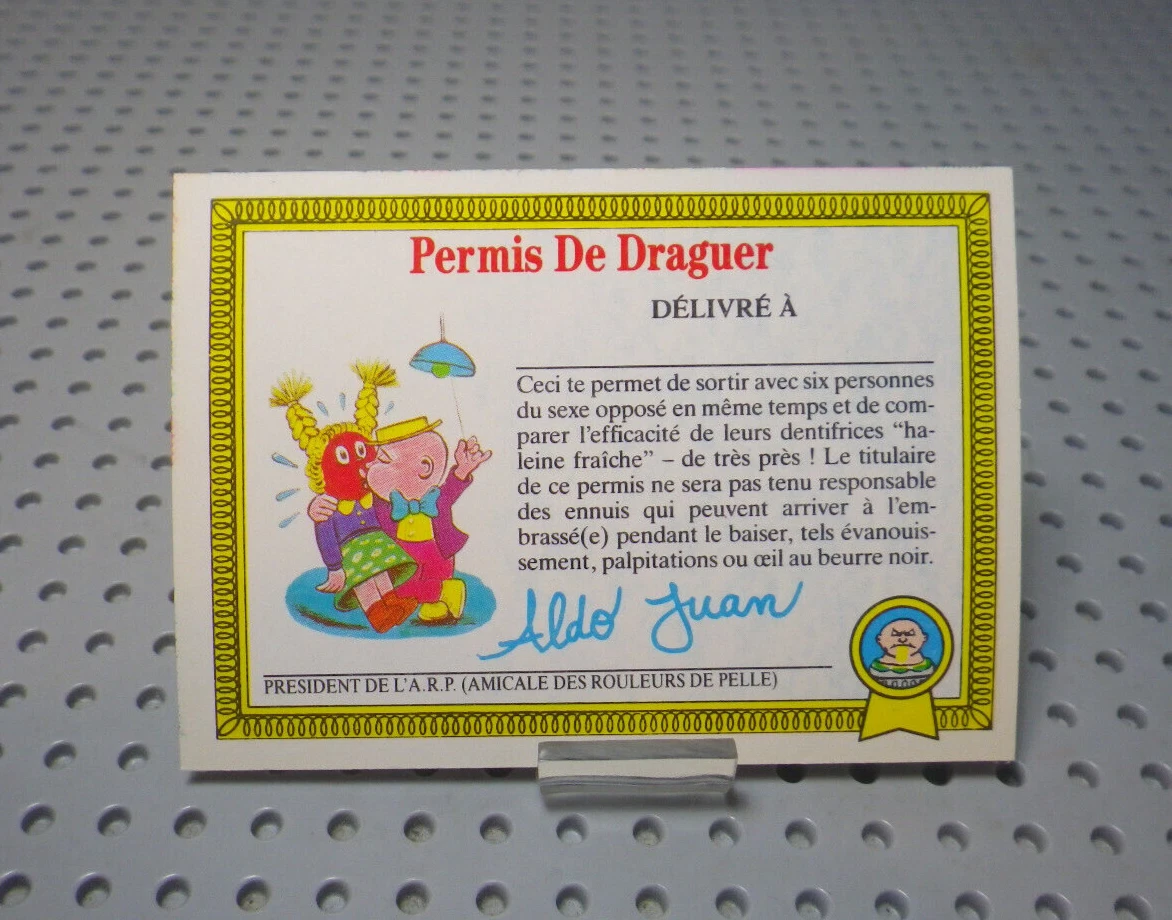 Permis De Draguer
DÉLIVRÉ À
Ceci te permet de sortir avec six personnes
du sexe opposé en même temps et de com-
parer l'efficacité de leurs dentifrices “ha-
leine fraîche” – de très près ! Le titulaire
de ce permis ne sera pas tenu responsable
des ennuis qui peuvent arriver à l'em-
brassé(e) pendant le baiser, tels évanouis-
sement, palpitations ou œil au beurre noir.
Aldo Juan
PRESIDENT DE L'A.R.P. (AMICALE DES ROULEURS DE PELLE)